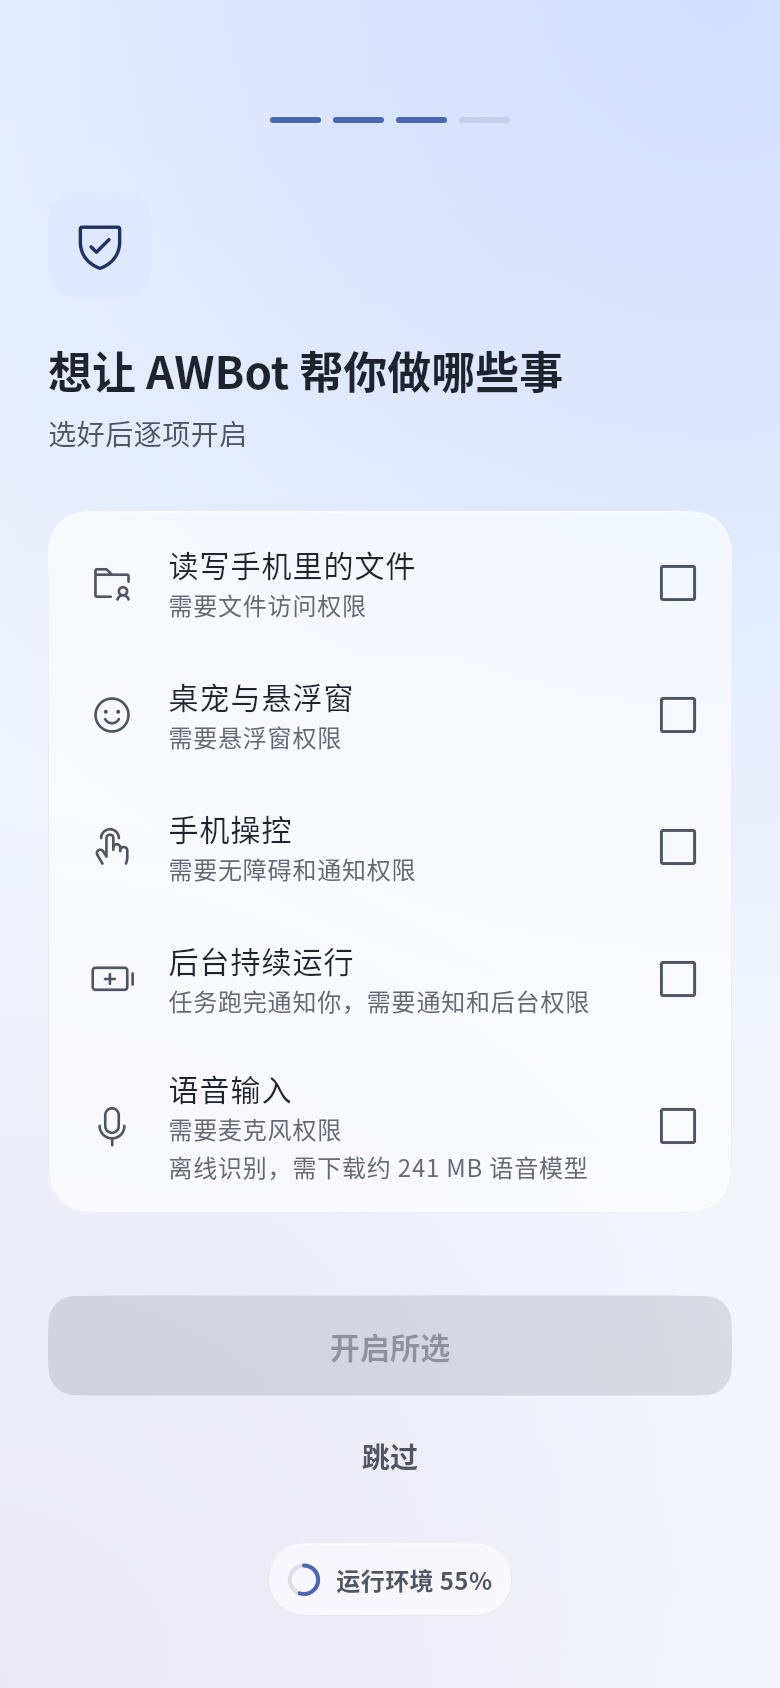 想让 AWBot 帮你做哪些事
选好后逐项开启
读写手机里的文件
需要文件访问权限
桌宠与悬浮窗
需要悬浮窗权限
手机操控
需要无障碍和通知权限
后台持续运行
任务跑完通知你，需要通知和后台权限
语音输入
需要麦克风权限
离线识别，需下载约 241 MB 语音模型
开启所选
跳过
运行环境 55%